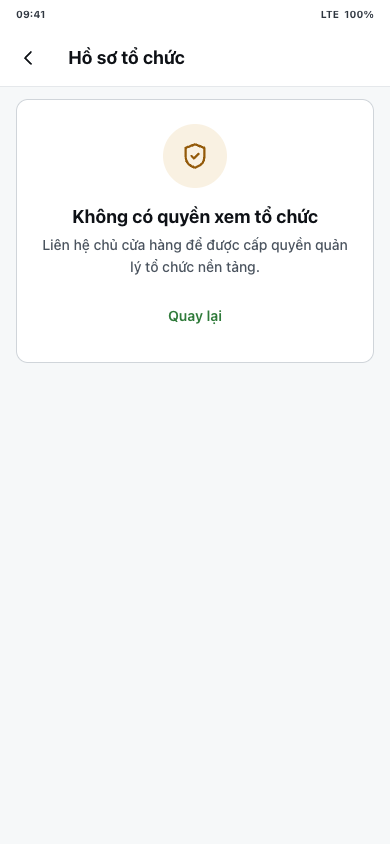 09:41
LTE 100%
Hồ sơ tổ chức
Không có quyền xem tổ chức
Liên hệ chủ cửa hàng để được cấp quyền quản
lý tổ chức nền tảng.
Quay lại